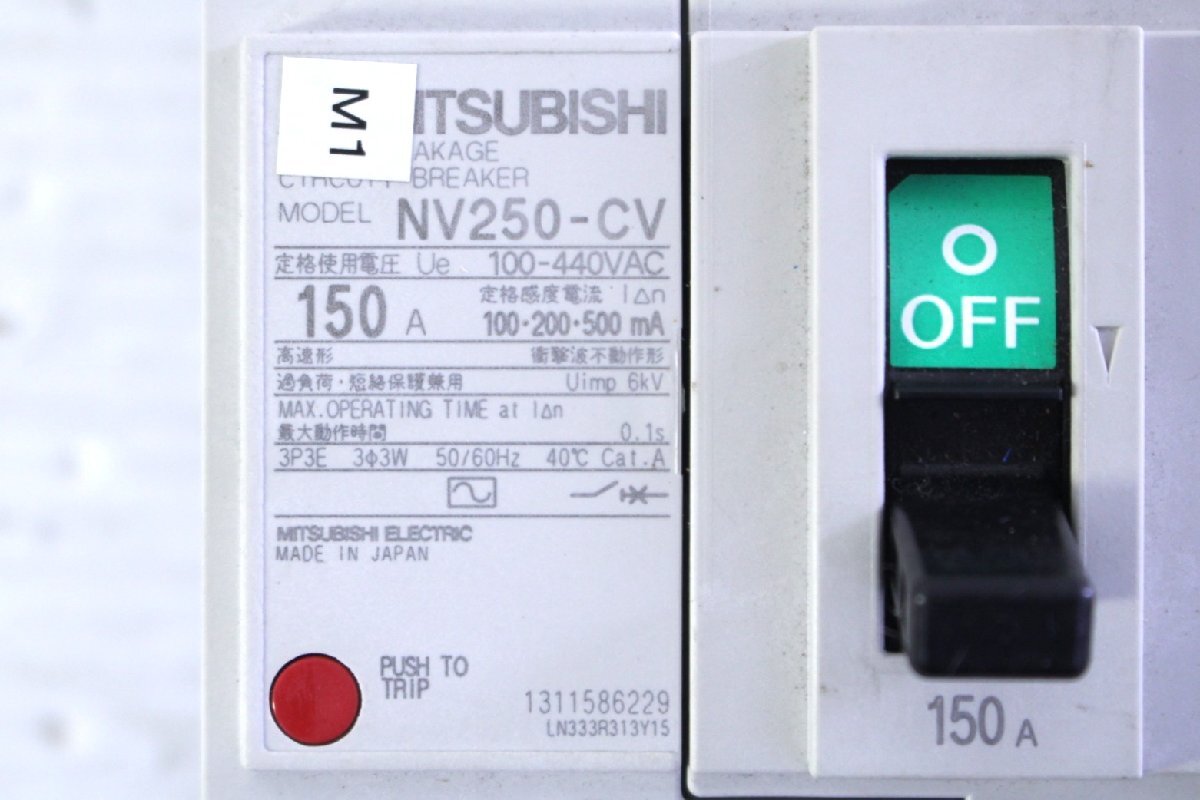 M1
ITSUBISHI
AKAGE
CIRCUIT BREAKER
MODEL NV250-CV
定格使用電圧 Ue 100-440VAC
150 A
定格感度電流 I△n
100・200・500 mA
高速形 衝撃波不動作形
過負荷・短絡保護兼用 Uimp 6kV
MAX.OPERATING TIME at I△n
最大動作時間 0.1s
3P3E 3φ3W 50/60Hz 40℃ Cat.A
MITSUBISHI ELECTRIC
MADE IN JAPAN
PUSH TO
TRIP
1311586229
LN333R313Y15
O
OFF
150 A